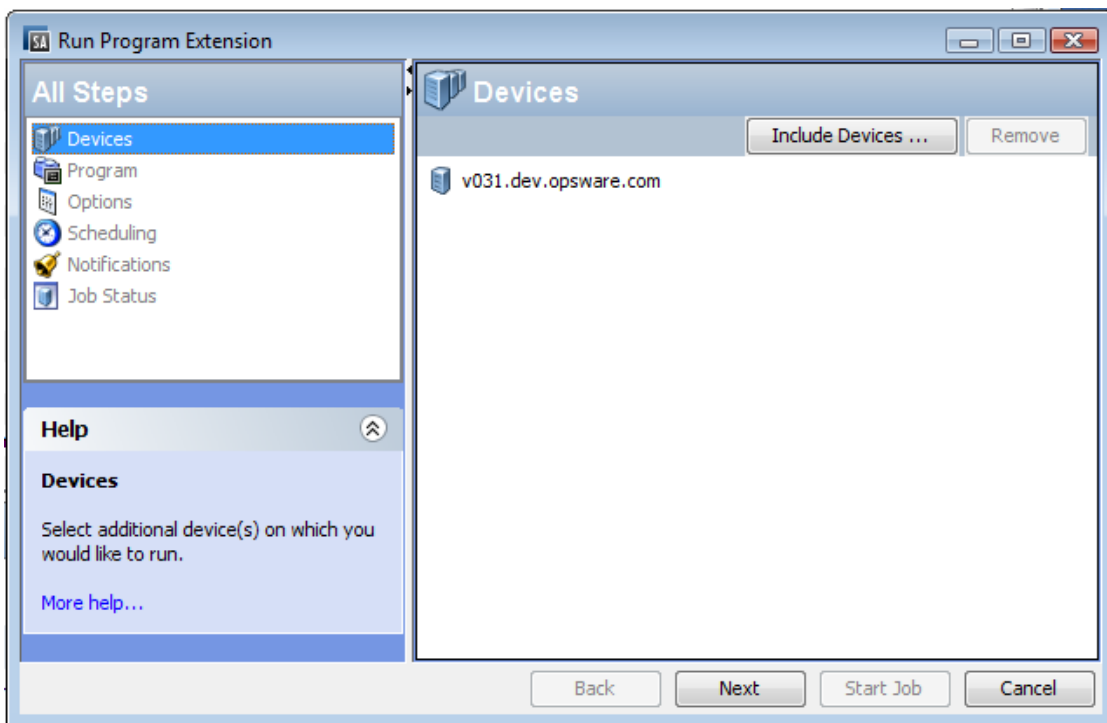 SA Run Program Extension
All Steps
Devices
Program
Options
Scheduling
Notifications
Job Status
Help
Devices
Select additional device(s) on which you
would like to run.
More help...
Devices
Include Devices ...
Remove
v031.dev.opsware.com
Back
Next
Start Job
Cancel